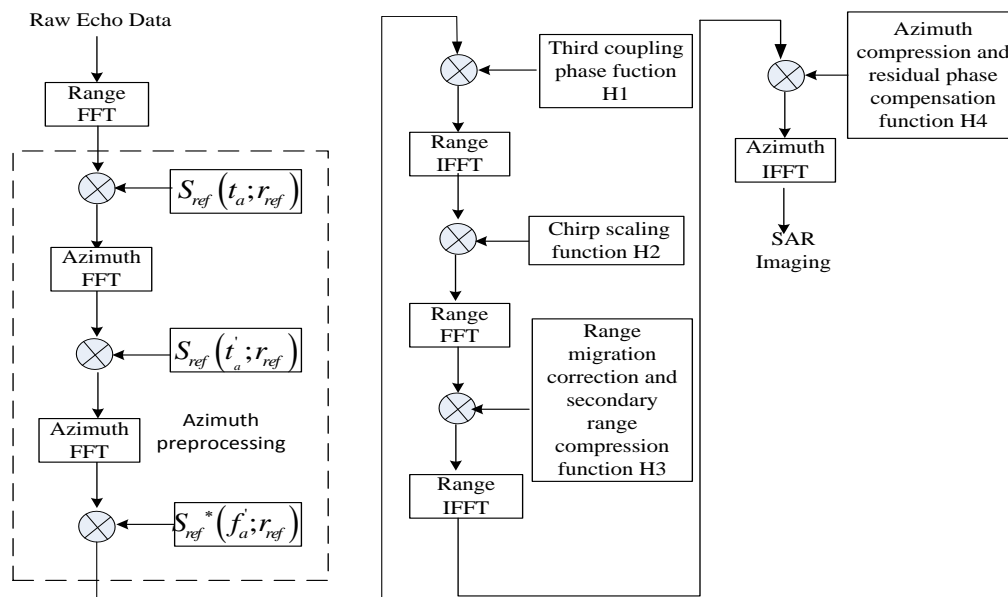 Raw Echo Data
Range
FFT
S_ref(t_a; r_ref)
Azimuth
FFT
S_ref(t'_a; r_ref)
Azimuth
FFT
Azimuth
preprocessing
S_ref*(f'_a; r_ref)
Third coupling
phase fuction
H1
Range
IFFT
Chirp scaling
function H2
Range
FFT
Range
migration
correction and
secondary
range
compression
function H3
Range
IFFT
Azimuth
compression and
residual phase
compensation
function H4
Azimuth
IFFT
SAR
Imaging